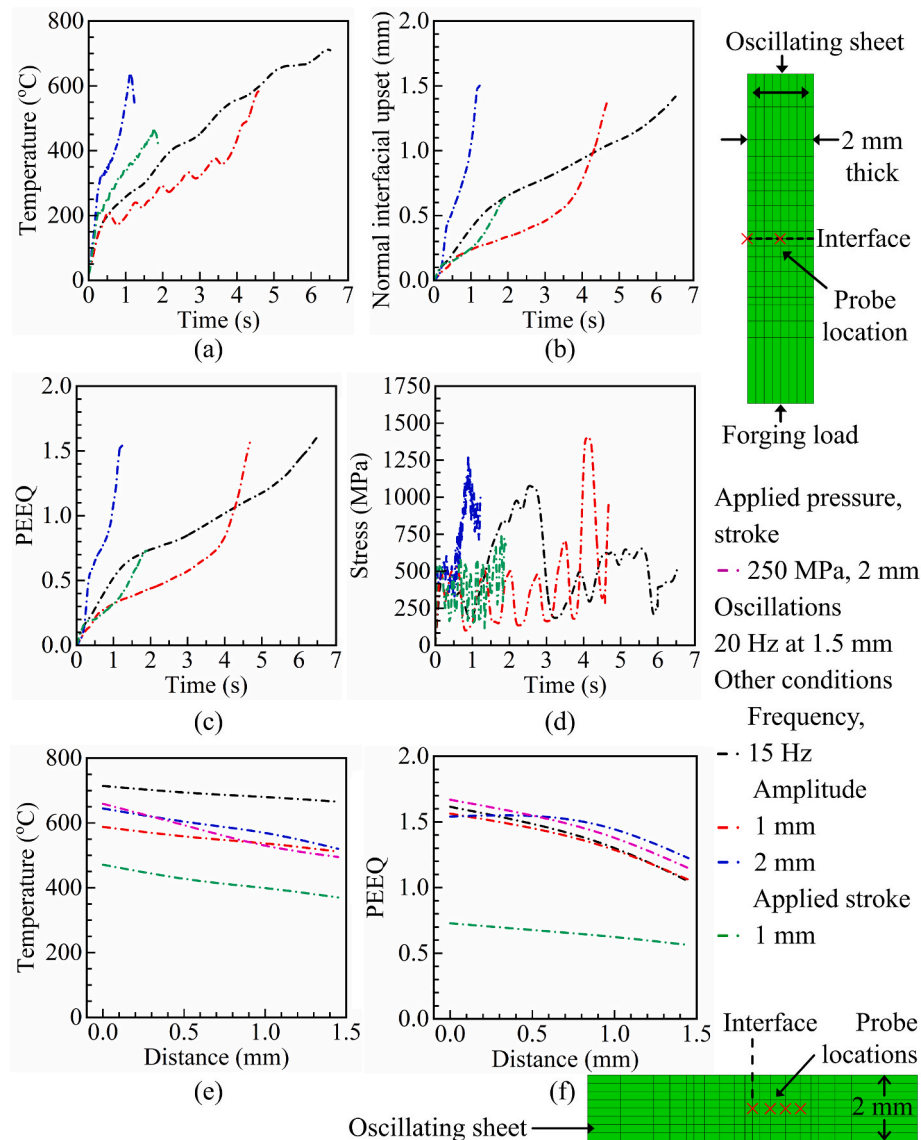 800
600
400
200
0
Temperature (°C)
0 1 2 3 4 5 6 7
Time (s)
(a)
2.0
1.5
1.0
0.5
0.0
Normal interfacial upset (mm)
0 1 2 3 4 5 6 7
Time (s)
(b)
Oscillating sheet
2 mm
thick
Interface
Probe
location
Forging load
2.0
1.5
1.0
0.5
0.0
PEEQ
0 1 2 3 4 5 6 7
Time (s)
(c)
1750
1500
1250
1000
750
500
250
0
Stress (MPa)
0 1 2 3 4 5 6 7
Time (s)
(d)
Applied pressure,
stroke
250 MPa, 2 mm
Oscillations
20 Hz at 1.5 mm
Other conditions
Frequency,
15 Hz
Amplitude
1 mm
2 mm
Applied stroke
1 mm
800
600
400
200
0
Temperature (°C)
0.0 0.5 1.0 1.5
Distance (mm)
(e)
2.0
1.5
1.0
0.5
0.0
PEEQ
0.0 0.5 1.0 1.5
Distance (mm)
(f)
Interface
Probe
locations
2 mm
Oscillating sheet